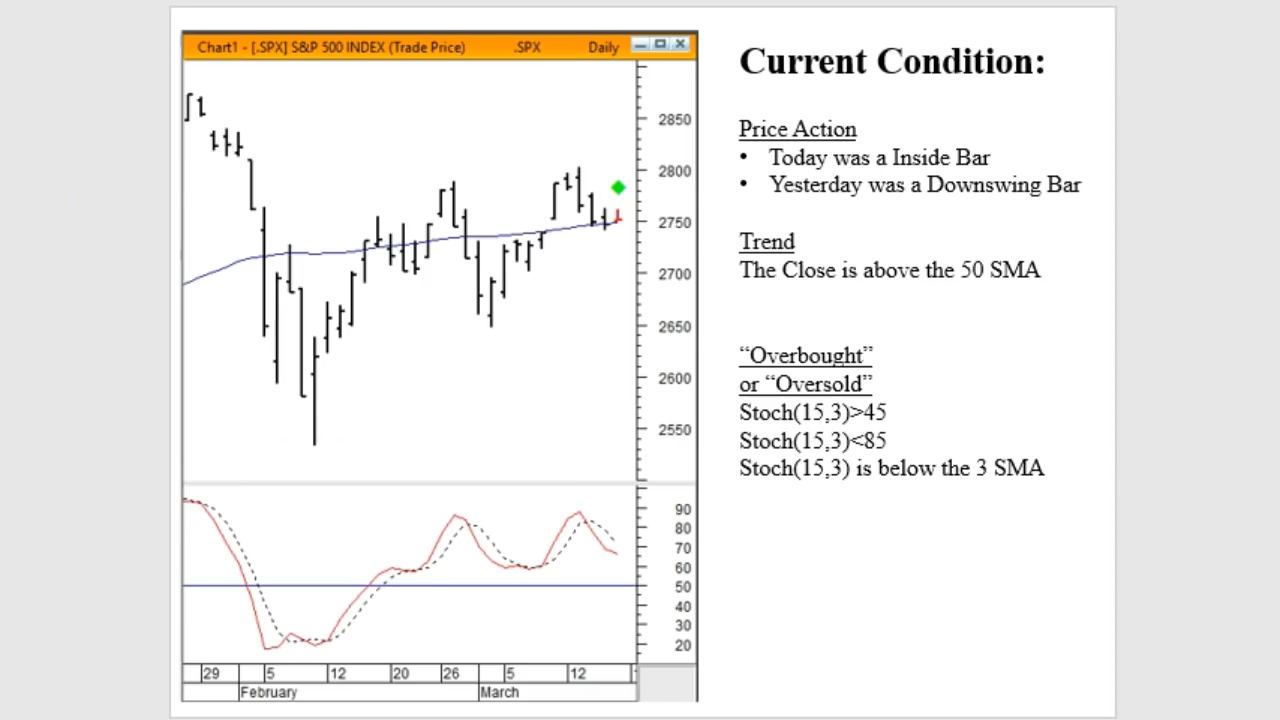 Chart1 - [.SPX] S&P 500 INDEX (Trade Price) .SPX Daily
2850
2800
2750
2700
2650
2600
2550
90
80
70
60
50
40
30
20
29 5 12 20 26 5 12
February March
Current Condition:
Price Action
• Today was a Inside Bar
• Yesterday was a Downswing Bar
Trend
The Close is above the 50 SMA
“Overbought”
or “Oversold”
Stoch(15,3)>45
Stoch(15,3)<85
Stoch(15,3) is below the 3 SMA